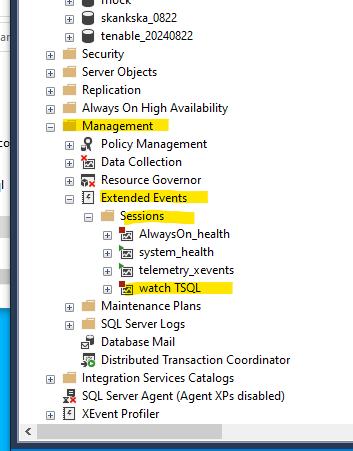 mock
skankska_0822
tenable_20240822
Security
Server Objects
Replication
Always On High Availability
Management
Policy Management
Data Collection
Resource Governor
Extended Events
Sessions
AlwaysOn_health
system_health
telemetry_xevents
watch TSQL
Maintenance Plans
SQL Server Logs
Database Mail
Distributed Transaction Coordinator
Integration Services Catalogs
SQL Server Agent (Agent XPs disabled)
XEvent Profiler